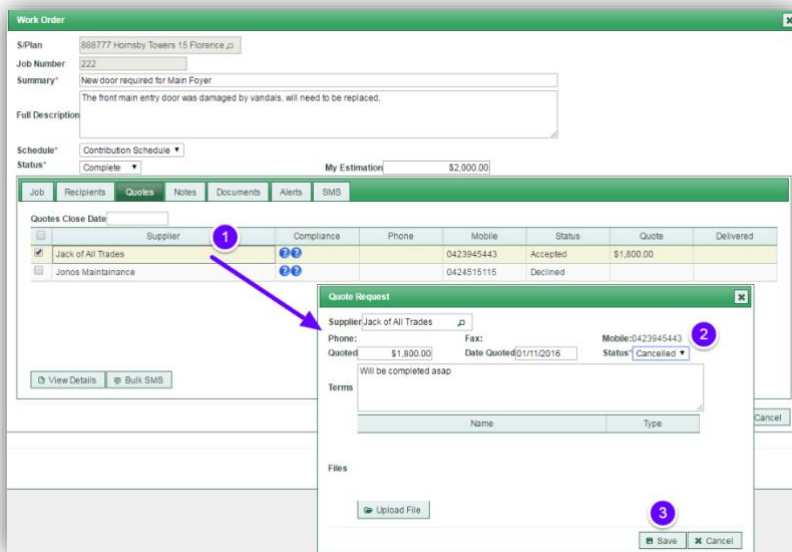 Work Order
S/Plan 888777 Hornsby Towers 15 Florence
Job Number 222
Summary* New door required for Main Foyer
Full Description The front main entry door was damaged by vandals, will need to be replaced.
Schedule* Contribution Schedule
Status* Complete My Estimation $2,000.00
Job Recipients Quotes Notes Documents Alerts SMS
Quotes Close Date
Supplier Compliance Phone Mobile Status Quote Delivered
1
Jack of All Trades ?? 0423945443 Accepted $1,800.00
Jonos Maintainance ?? 0424515115 Declined
Quote Request
Supplier Jack of All Trades
Phone: Fax: Mobile:0423945443
2
Quoted $1,800.00 Date Quoted 01/11/2016 Status* Cancelled
Terms Will be completed asap
View Details Bulk SMS
Name Type
Cancel
Files
Upload File
3
Save Cancel